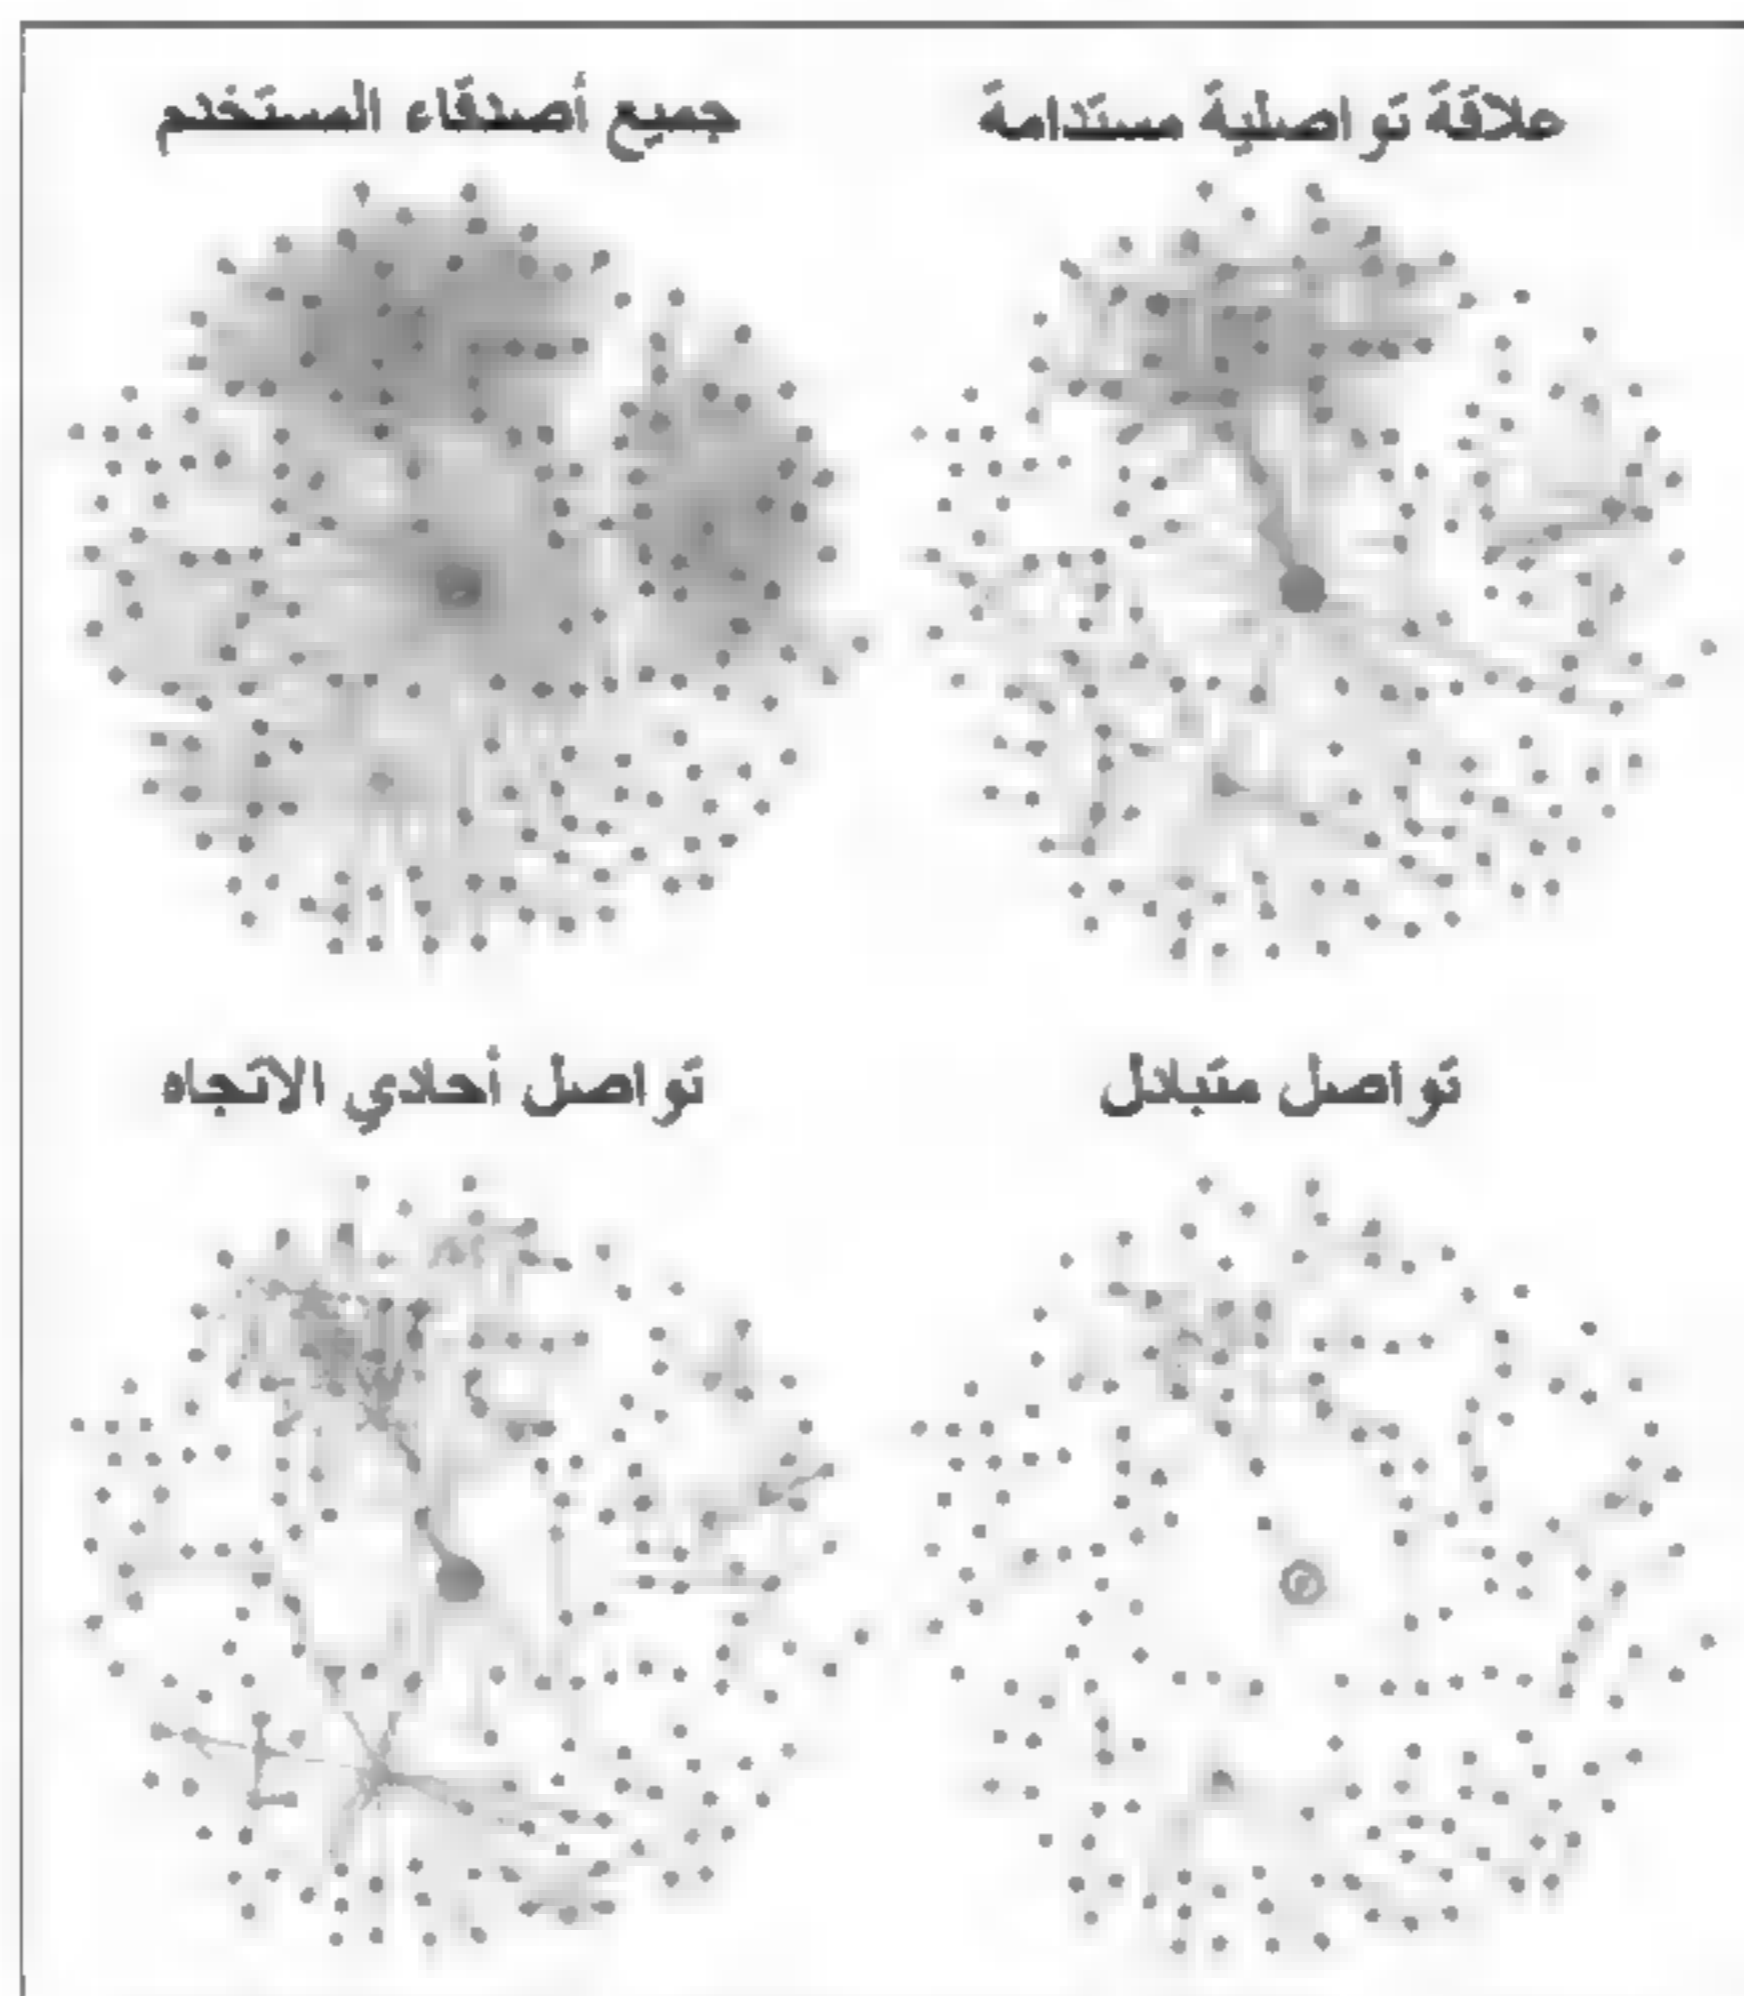 علاقة تواصلية مستدامة
جميع أصدقاء المستخدم
تواصل متبادل
تواصل أحادي الاتجاه